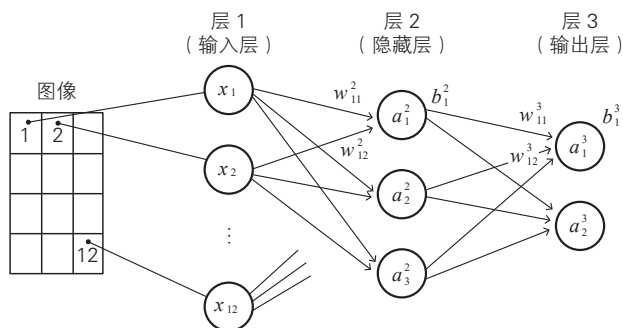 层 1 层 2 层 3
（输入层） （隐藏层） （输出层）
图像
1 2
12
x₁
x₂
⋮
x₁₂
w²₁₁
w²₁₂
a²₁
b²₁
a²₂
a²₃
w³₁₁
w³₁₂
a³₁
b³₁
a³₂